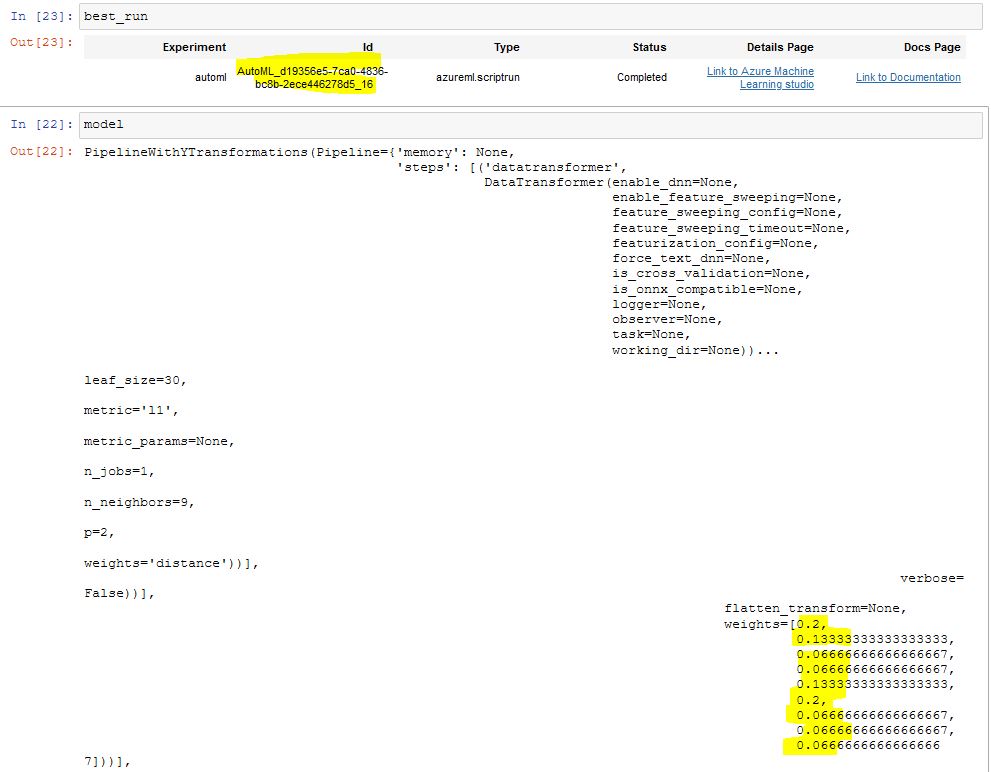 In [23]: best_run
Out[23]:
Experiment Id Type Status Details Page Docs Page
automl AutoML_d19356e5-7ca0-4836-bc8b-2ece446278d5_16 azureml.scriptrun Completed Link to Azure Machine Learning studio Link to Documentation
In [22]: model
Out[22]: PipelineWithYTransformations(Pipeline={'memory': None,
'steps': [('datatransformer',
DataTransformer(enable_dnn=None,
enable_feature_sweeping=None,
feature_sweeping_config=None,
feature_sweeping_timeout=None,
featurization_config=None,
force_text_dnn=None,
is_cross_validation=None,
is_onnx_compatible=None,
logger=None,
observer=None,
task=None,
working_dir=None))...
leaf_size=30,
metric='l1',
metric_params=None,
n_jobs=1,
n_neighbors=9,
p=2,
weights='distance'))],
verbose=
False))],
flatten_transform=None,
weights=[0.2,
0.13333333333333333,
0.06666666666666667,
0.06666666666666667,
0.13333333333333333,
0.2,
0.06666666666666667,
0.06666666666666667,
0.0666666666666666
7]))],